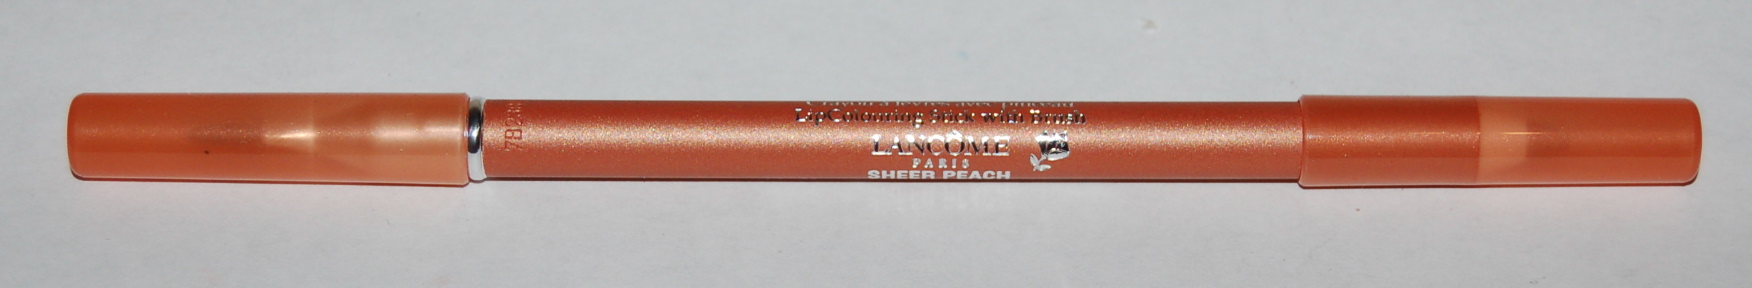 LipColouring Stick with Brush
LANCÔME
PARIS
SHEER PEACH